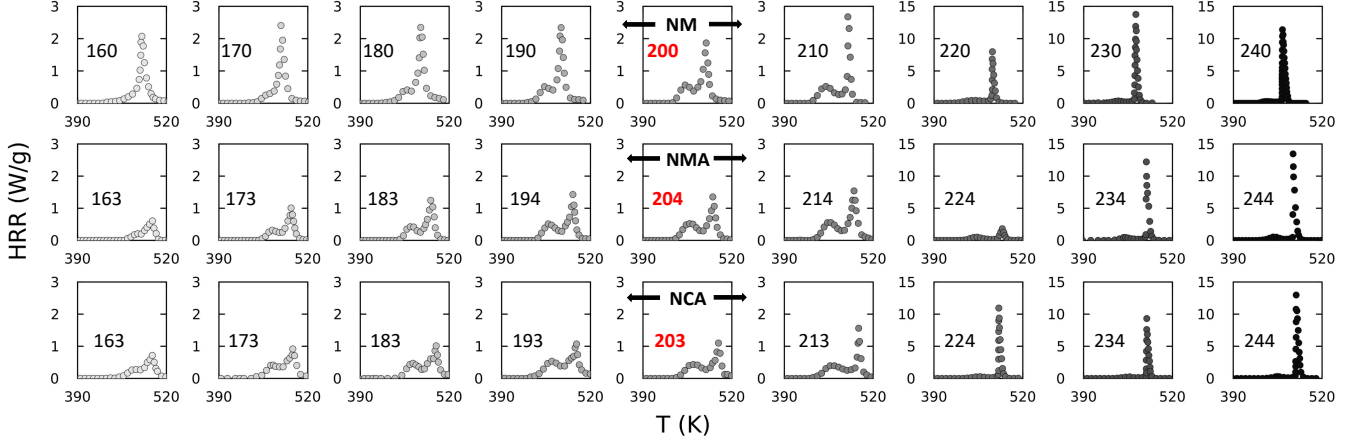 NM
3 3 3 3 3 3 15 15 15
2 2 2 2 2 2 10 10 10
160 170 180 190 200 210 220 230 240
1 1 1 1 1 1 5 5 5
0 0 0 0 0 0 0 0 0
390 520 390 520 390 520 390 520 390 520 390 520 390 520 390 520 390 520
NMA
3 3 3 3 3 3 15 15 15
2 2 2 2 2 2 10 10 10
163 173 183 194 204 214 224 234 244
1 1 1 1 1 1 5 5 5
0 0 0 0 0 0 0 0 0
390 520 390 520 390 520 390 520 390 520 390 520 390 520 390 520 390 520
NCA
3 3 3 3 3 3 15 15 15
2 2 2 2 2 2 10 10 10
163 173 183 193 203 213 224 234 244
1 1 1 1 1 1 5 5 5
0 0 0 0 0 0 0 0 0
390 520 390 520 390 520 390 520 390 520 390 520 390 520 390 520 390 520
HRR (W/g)
T (K)